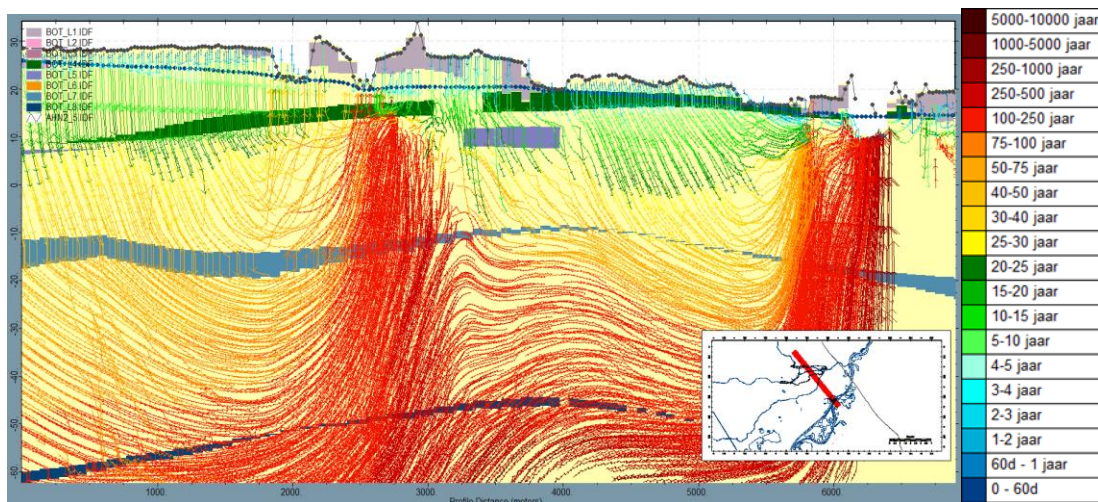 30
20
10
0
-10
-20
-30
-40
-50
-60
BOT_L1.IDF
BOT_L2.IDF
BOT_L5.IDF
BOT_L6.IDF
BOT_L7.IDF
BOT_L8.IDF
AHN2_5.IDF
1000
2000
3000
4000
5000
6000
Profile Distance (meters)
5000-10000 jaar
1000-5000 jaar
250-1000 jaar
250-500 jaar
100-250 jaar
75-100 jaar
50-75 jaar
40-50 jaar
30-40 jaar
25-30 jaar
20-25 jaar
15-20 jaar
10-15 jaar
5-10 jaar
4-5 jaar
3-4 jaar
2-3 jaar
1-2 jaar
60d - 1 jaar
0 - 60d